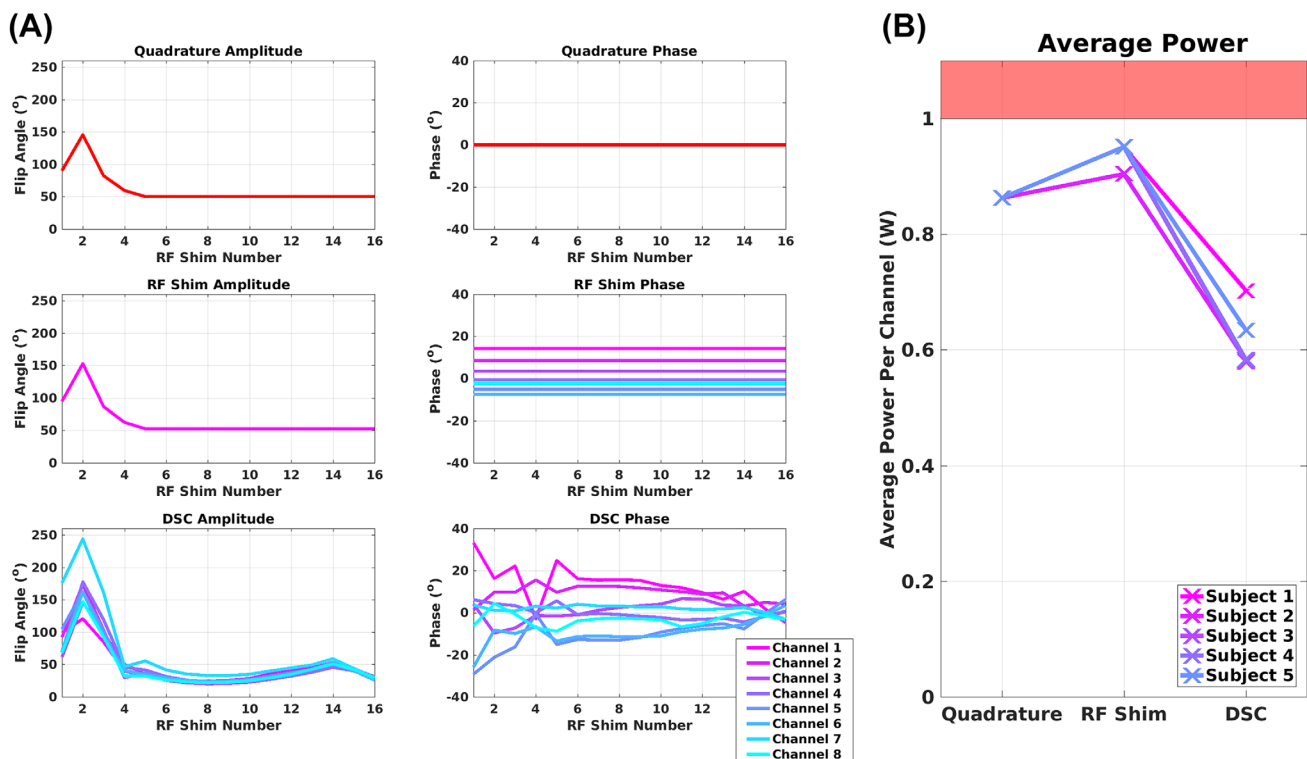 (A)
Quadrature Amplitude
Flip Angle (°)
250
200
150
100
50
0
2 4 6 8 10 12 14 16
RF Shim Number
Quadrature Phase
Phase (°)
40
20
0
-20
-40
2 4 6 8 10 12 14 16
RF Shim Number
RF Shim Amplitude
Flip Angle (°)
250
200
150
100
50
0
2 4 6 8 10 12 14 16
RF Shim Number
RF Shim Phase
Phase (°)
40
20
0
-20
-40
2 4 6 8 10 12 14 16
RF Shim Number
DSC Amplitude
Flip Angle (°)
250
200
150
100
50
0
2 4 6 8 10 12 14 16
RF Shim Number
DSC Phase
Phase (°)
40
20
0
-20
-40
2 4 6 8 10 12
RF Shim Number
Channel 1
Channel 2
Channel 3
Channel 4
Channel 5
Channel 6
Channel 7
Channel 8
(B)
Average Power
Average Power Per Channel (W)
1
0.8
0.6
0.4
0.2
0
Quadrature RF Shim DSC
Subject 1
Subject 2
Subject 3
Subject 4
Subject 5